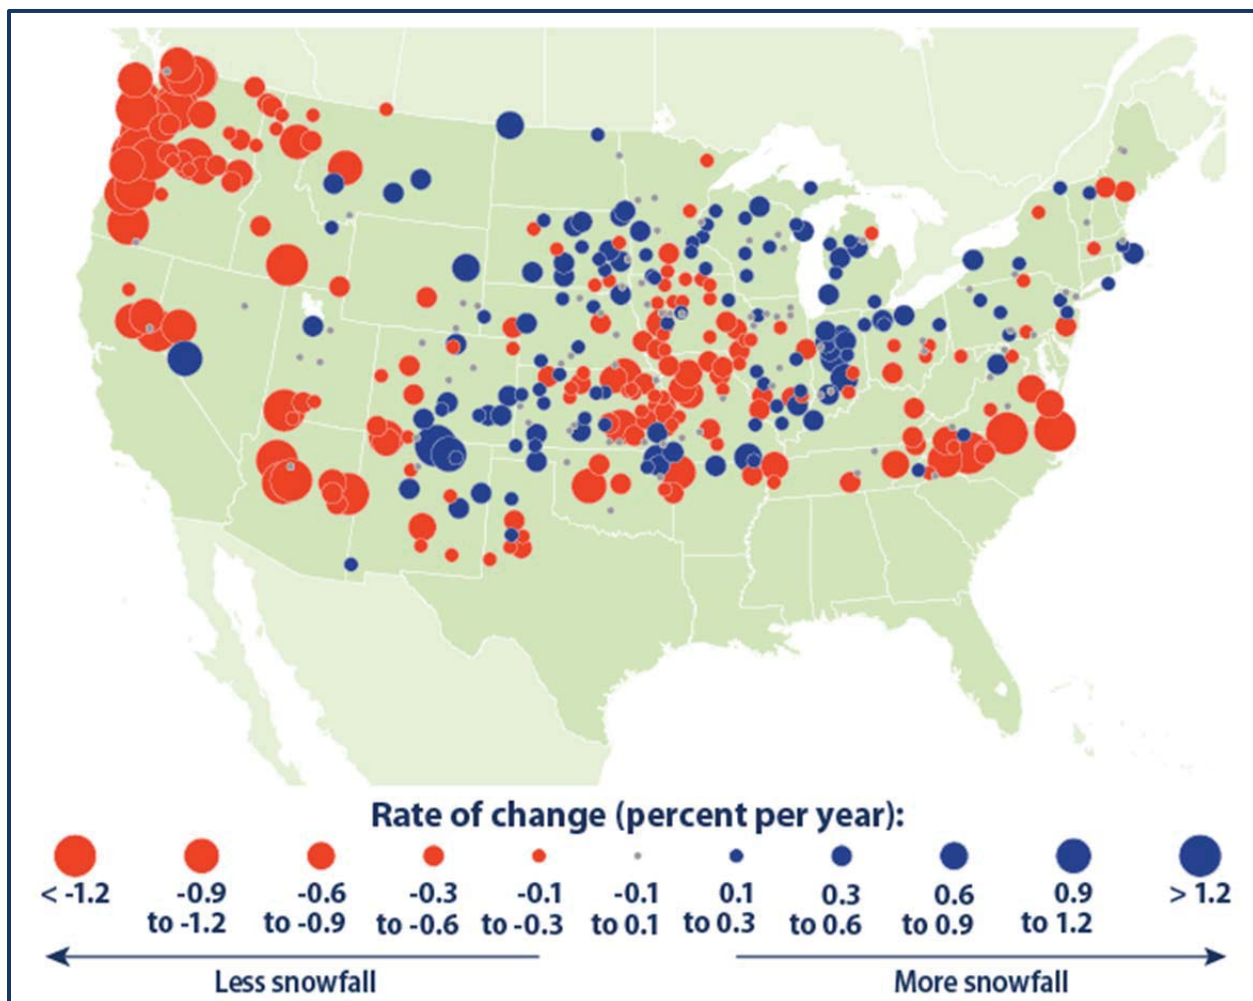 Rate of change (percent per year):
< -1.2 -0.9 -0.6 -0.3 -0.1 -0.1 0.1 0.3 0.6 0.9 > 1.2
to -1.2 to -0.9 to -0.6 to -0.3 to 0.1 to 0.3 to 0.6 to 0.9 to 1.2
Less snowfall More snowfall